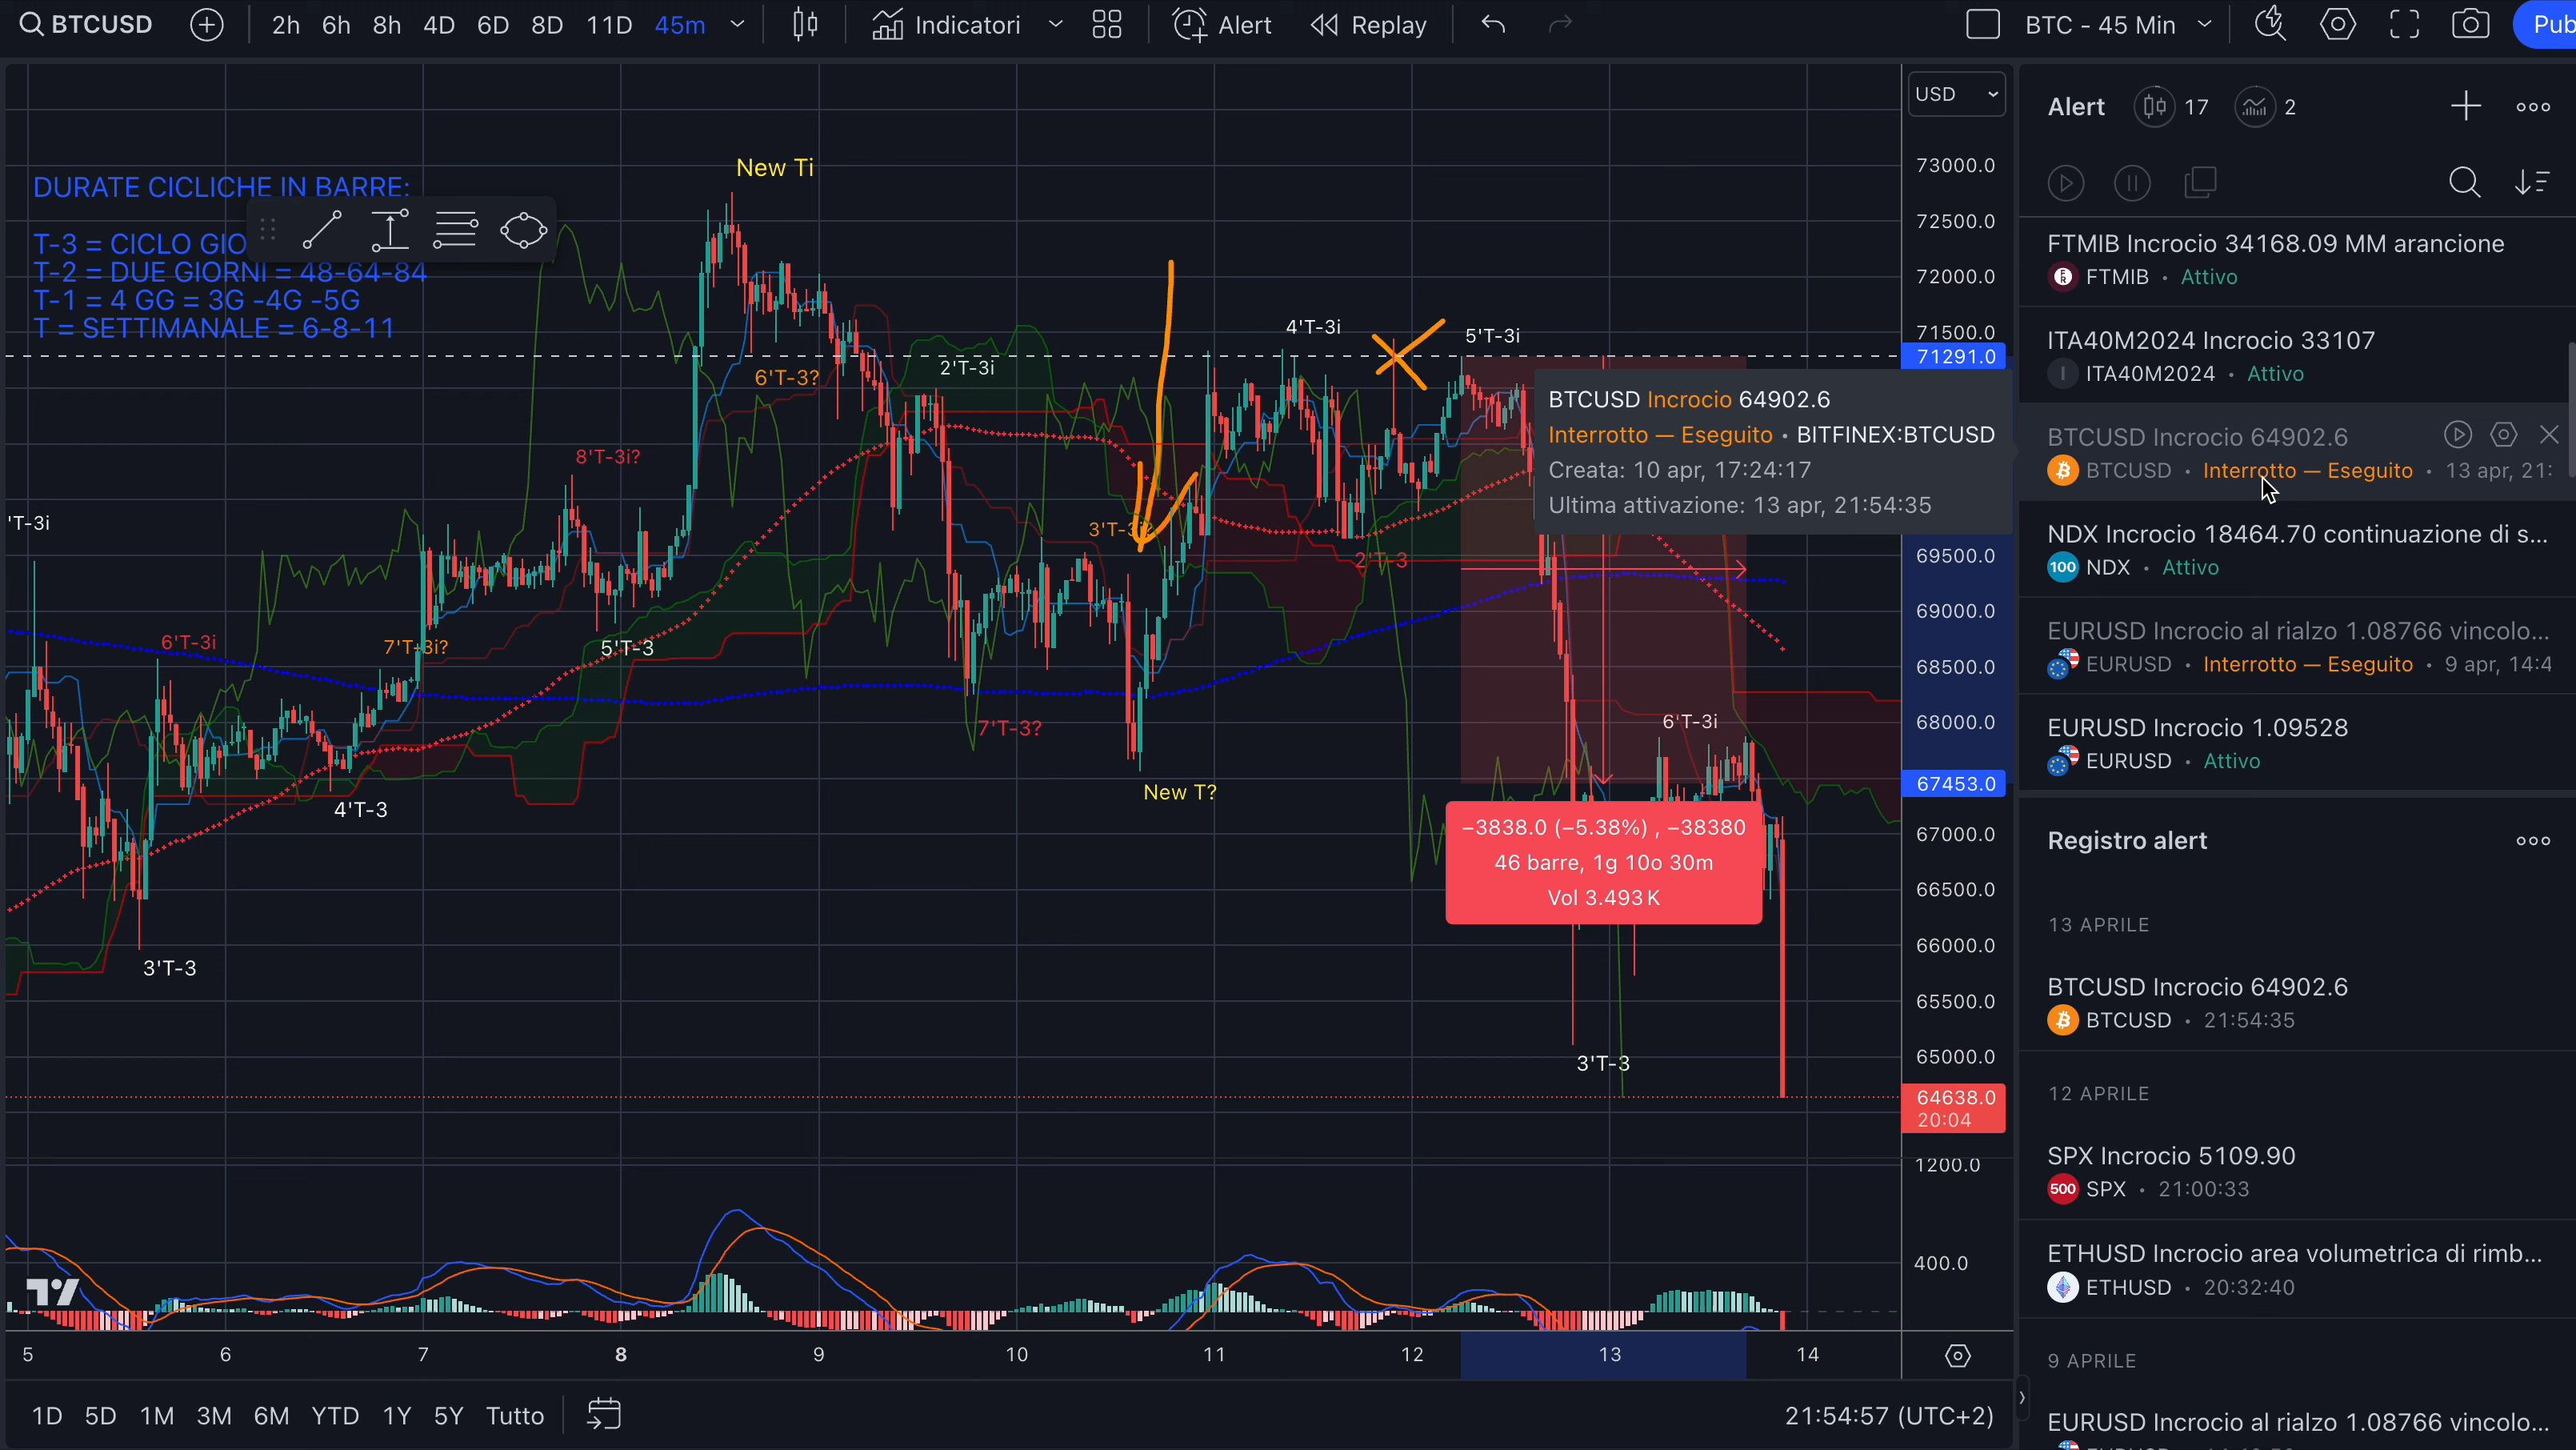 BTCUSD
2h 6h 8h 4D 6D 8D 11D 45m
Indicatori
Alert
Replay
BTC - 45 Min
Pub
USD
73000.0
72500.0
72000.0
71500.0
71291.0
69500.0
69000.0
68500.0
68000.0
67453.0
67000.0
66500.0
66000.0
65500.0
65000.0
64638.0
20:04
1200.0
400.0
DURATE CICLICHE IN BARRE:
T-3 = CICLO GIO
T-2 = DUE GIORNI = 48-64-84
T-1 = 4 GG = 3G -4G -5G
T = SETTIMANALE = 6-8-11
New Ti
6'T-3?
2'T-3i
4'T-3i
5'T-3i
8'T-3i?
'T-3i
3'T-3i?
2'T-3
6'T-3i
7'T-3i?
5'T-3
7'T-3?
6'T-3i
New T?
4'T-3
3'T-3
3'T-3
BTCUSD Incrocio 64902.6
Interrotto — Eseguito • BITFINEX:BTCUSD
Creata: 10 apr, 17:24:17
Ultima attivazione: 13 apr, 21:54:35
−3838.0 (−5.38%) , −38380
46 barre, 1g 10o 30m
Vol 3.493K
5 6 7 8 9 10 11 12 13 14
1D 5D 1M 3M 6M YTD 1Y 5Y Tutto
21:54:57 (UTC+2)
Alert 17 2
FTMIB Incrocio 34168.09 MM arancione
FTMIB • Attivo
ITA40M2024 Incrocio 33107
I ITA40M2024 • Attivo
BTCUSD Incrocio 64902.6
BTCUSD • Interrotto — Eseguito • 13 apr, 21:
NDX Incrocio 18464.70 continuazione di s...
100 NDX • Attivo
EURUSD Incrocio al rialzo 1.08766 vincolo...
EURUSD • Interrotto — Eseguito • 9 apr, 14:4
EURUSD Incrocio 1.09528
EURUSD • Attivo
Registro alert
13 APRILE
BTCUSD Incrocio 64902.6
BTCUSD • 21:54:35
12 APRILE
SPX Incrocio 5109.90
500 SPX • 21:00:33
ETHUSD Incrocio area volumetrica di rimb...
ETHUSD • 20:32:40
9 APRILE
EURUSD Incrocio al rialzo 1.08766 vincolo...